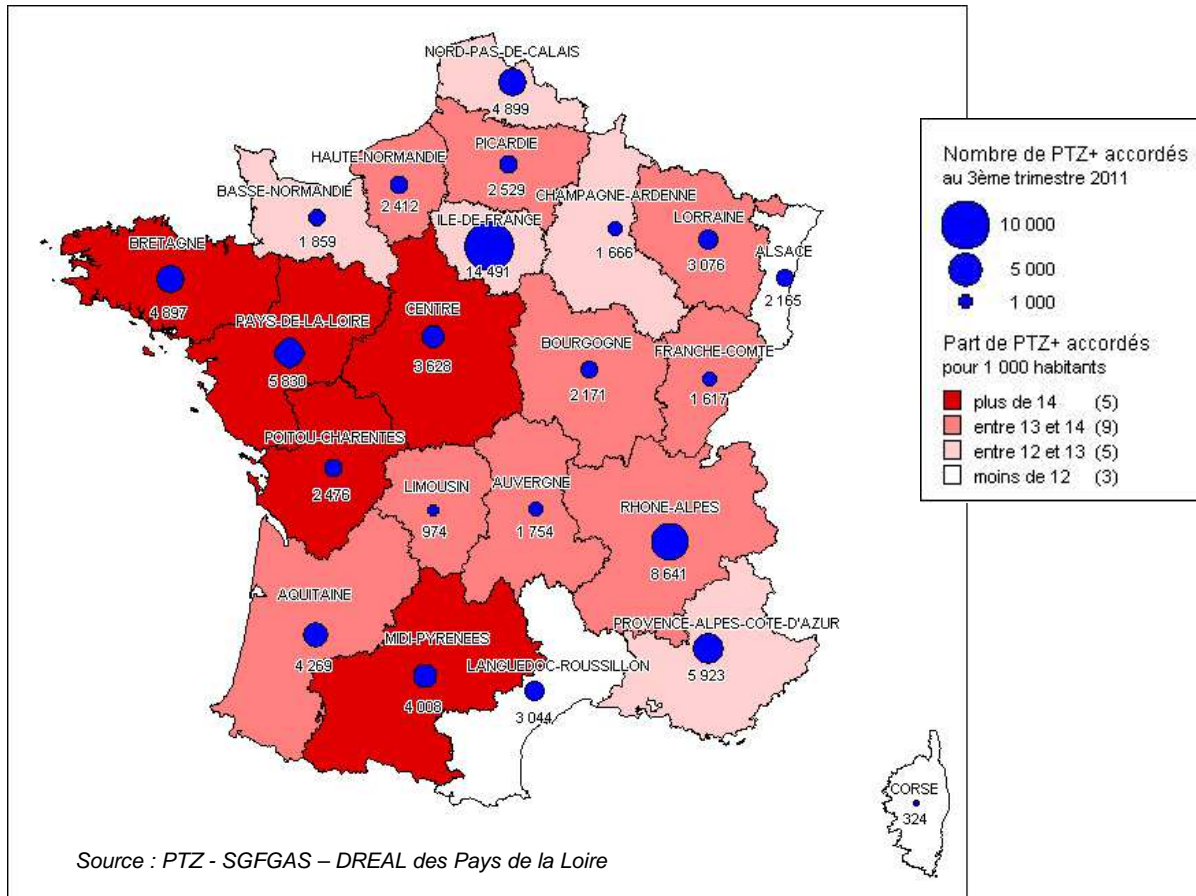 NORD-PAS-DE-CALAIS
4 899
PICARDIE
2 529
HAUTE-NORMANDIE
2 412
BASSE-NORMANDIE
1 859
CHAMPAGNE-ARDENNE
1 666
ILE-DE-FRANCE
14 491
LORRAINE
3 076
ALSACE
2 165
BRETAGNE
4 897
PAYS-DE-LA-LOIRE
5 830
CENTRE
3 628
BOURGOGNE
2 171
FRANCHE-COMTE
1 617
POITOU-CHARENTES
2 476
LIMOUSIN
974
AUVERGNE
1 754
RHONE-ALPES
8 641
AQUITAINE
4 269
MIDI-PYRENEES
4 008
LANGUEDOC-ROUSSILLON
3 044
PROVENCE-ALPES-COTE-D'AZUR
5 923
CORSE
324
Nombre de PTZ+ accordés
au 3ème trimestre 2011
10 000
5 000
1 000
Part de PTZ+ accordés
pour 1 000 habitants
plus de 14 (5)
entre 13 et 14 (9)
entre 12 et 13 (5)
moins de 12 (3)
Source : PTZ - SGFGAS – DREAL des Pays de la Loire